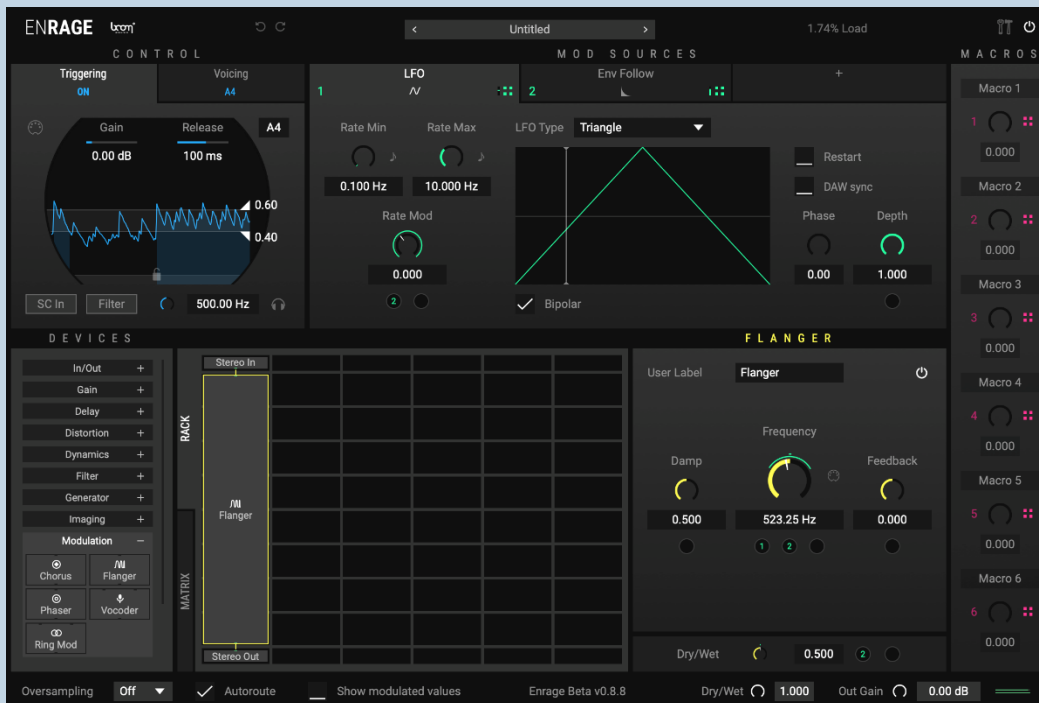 ENRAGE boom Untitled 1.74% Load
CONTROL MOD SOURCES MACROS
Triggering Voicing LFO Env Follow +
ON A4 1 2
Macro 1
Gain Release A4 Rate Min Rate Max LFO Type Triangle
1
0.00 dB 100 ms Restart 0.000
0.100 Hz 10.000 Hz DAW sync Macro 2
0.60 Rate Mod Phase Depth 2
0.40 0.000 0.00 1.000 0.000
Macro 3
SC In Filter 500.00 Hz 2 Bipolar 3
DEVICES FLANGER 0.000
In/Out + Stereo In User Label Flanger
Gain + Macro 4
Delay + 4
Distortion + RACK Frequency 0.000
Dynamics + Damp Feedback
Filter + Macro 5
Generator + Flanger 0.500 523.25 Hz 0.000 5
Imaging + 1 2 0.000
Modulation −
Chorus Flanger MATRIX Macro 6
Phaser Vocoder 6
Ring Mod Stereo Out Dry/Wet 0.500 2 0.000
Oversampling Off Autoroute Show modulated values Enrage Beta v0.8.8 Dry/Wet 1.000 Out Gain 0.00 dB